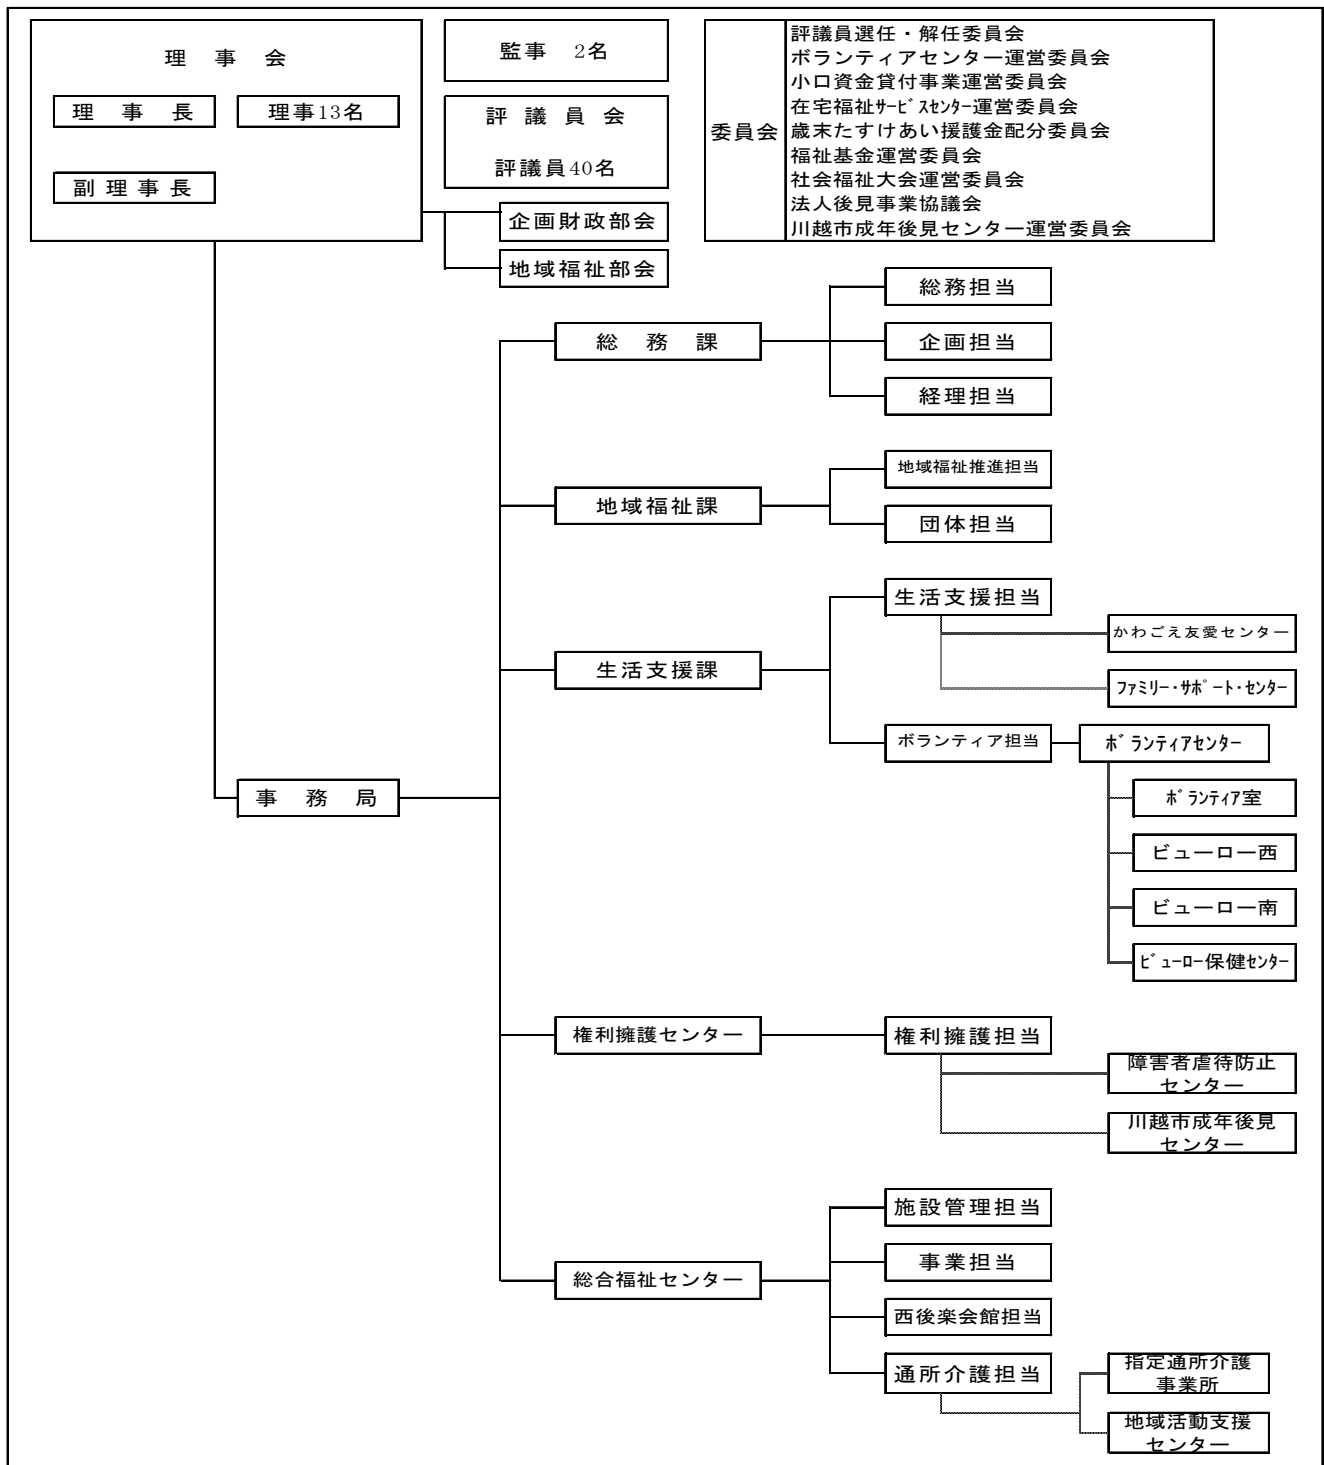 理事会
理事長
理事13名
副理事長
監事 2名
評議員会
評議員40名
企画財政部会
地域福祉部会
委員会
評議員選任・解任委員会
ボランティアセンター運営委員会
小口資金貸付事業運営委員会
在宅福祉ｻｰﾋﾞｽｾﾝﾀｰ運営委員会
歳末たすけあい援護金配分委員会
福祉基金運営委員会
社会福祉大会運営委員会
法人後見事業協議会
川越市成年後見センター運営委員会
事務局
総務課
総務担当
企画担当
経理担当
地域福祉課
地域福祉推進担当
団体担当
生活支援課
生活支援担当
かわごえ友愛センター
ﾌｧﾐﾘｰ・ｻﾎﾟｰﾄ・ｾﾝﾀｰ
ボランティア担当
ﾎﾞﾗﾝﾃｨｱｾﾝﾀｰ
ﾎﾞﾗﾝﾃｨｱ室
ビューロー西
ビューロー南
ﾋﾞｭｰﾛｰ保健ｾﾝﾀｰ
権利擁護センター
権利擁護担当
障害者虐待防止
センター
川越市成年後見
センター
総合福祉センター
施設管理担当
事業担当
西後楽会館担当
通所介護担当
指定通所介護
事業所
地域活動支援
センター